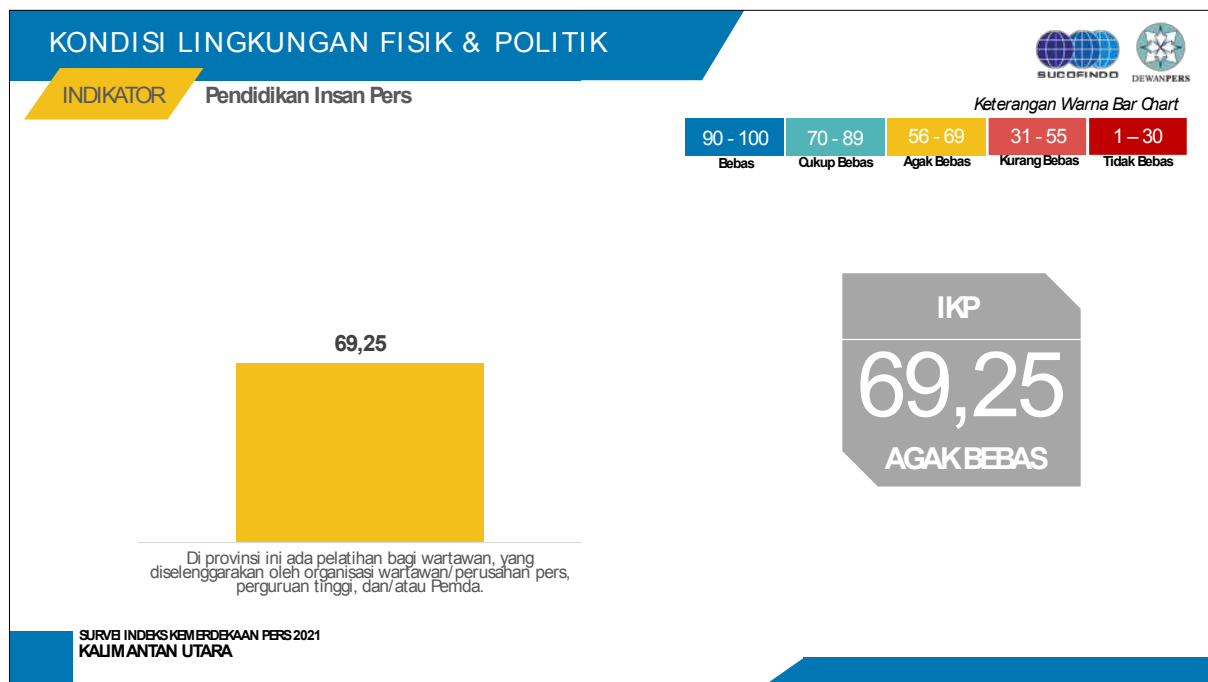 KONDISI LINGKUNGAN FISIK & POLITIK
SUCOFINDO
DEWAN PERS
INDIKATOR
Pendidikan Insan Pers
Keterangan Warna Bar Chart
90 - 100
70 - 89
56 - 69
31 - 55
1 – 30
Bebas
Cukup Bebas
Agak Bebas
Kurang Bebas
Tidak Bebas
69,25
Di provinsi ini ada pelatihan bagi wartawan, yang
diselenggarakan oleh organisasi wartawan/perusahan pers,
perguruan tinggi, dan/atau Pemda.
IKP
69,25
AGAK BEBAS
SURVEI INDEKS KEMERDEKAAN PERS 2021
KALIMANTAN UTARA